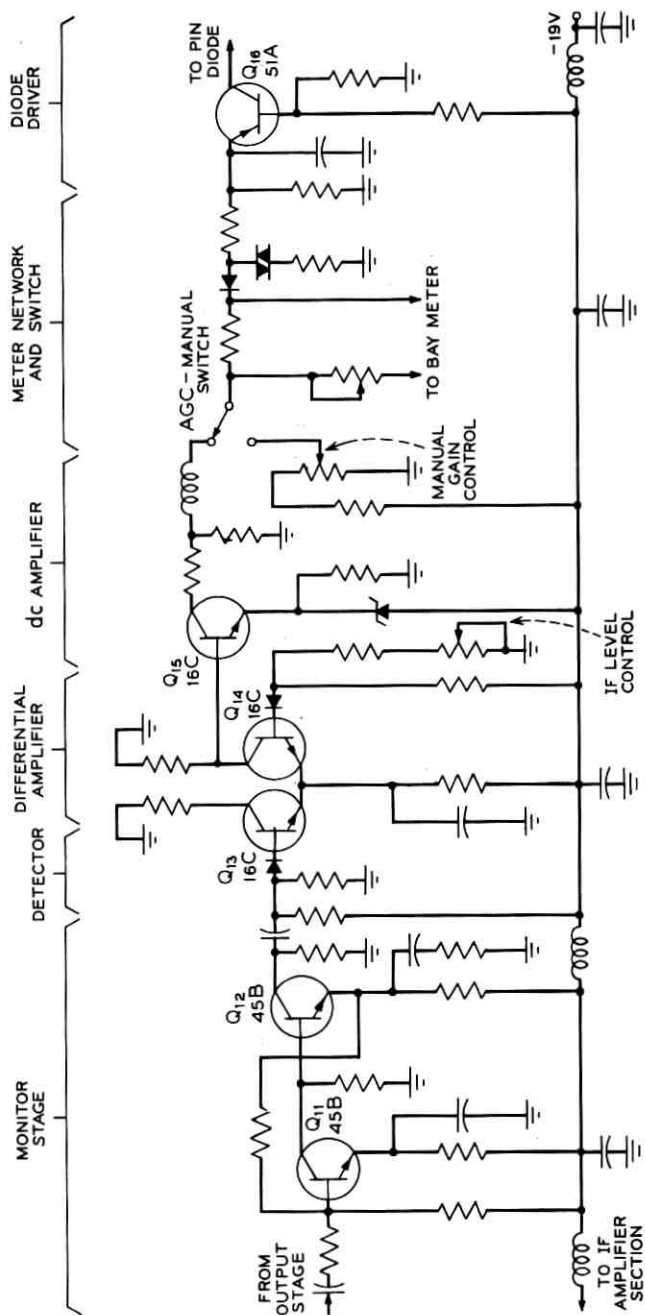 MONITOR
STAGE
DETECTOR
DIFFERENTIAL
AMPLIFIER
dc AMPLIFIER
METER NETWORK
AND SWITCH
DIODE
DRIVER
FROM
OUTPUT
STAGE
Q11
45B
Q12
45B
Q13
16C
Q14
16C
Q15
16C
AGC-MANUAL
SWITCH
MANUAL
GAIN
CONTROL
IF LEVEL
CONTROL
TO BAY METER
TO PIN
DIODE
Q16
51A
-19V
TO IF
AMPLIFIER
SECTION